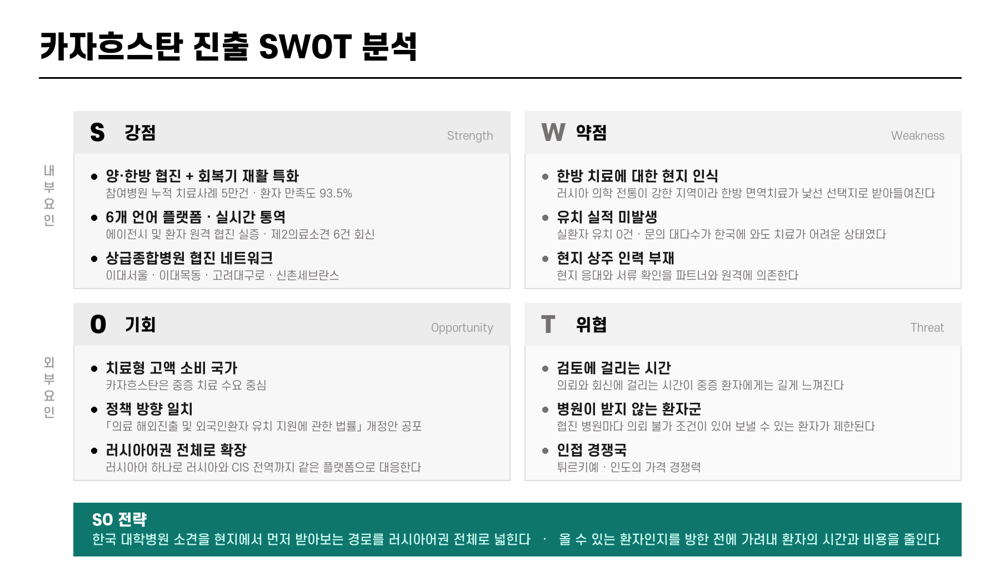 카자흐스탄 진출 SWOT 분석
내부요인
S 강점 Strength
양·한방 협진 + 회복기 재활 특화
참여병원 누적 치료사례 5만건 · 환자 만족도 93.5%
6개 언어 플랫폼 · 실시간 통역
에이전시 및 환자 원격 협진 실증 · 제2의료소견 6건 회신
상급종합병원 협진 네트워크
이대서울 · 이대목동 · 고려대구로 · 신촌세브란스
W 약점 Weakness
한방 치료에 대한 현지 인식
러시아 의학 전통이 강한 지역이라 한방 면역치료가 낯선 선택지로 받아들여진다
유치 실적 미발생
실환자 유치 0건 · 문의 대다수가 한국에 와도 치료가 어려운 상태였다
현지 상주 인력 부재
현지 응대와 서류 확인을 파트너와 원격에 의존한다
외부요인
O 기회 Opportunity
치료형 고액 소비 국가
카자흐스탄은 중증 치료 수요 중심
정책 방향 일치
「의료 해외진출 및 외국인환자 유치 지원에 관한 법률」 개정안 공포
러시아어권 전체로 확장
러시아어 하나로 러시아와 CIS 전역까지 같은 플랫폼으로 대응한다
T 위협 Threat
검토에 걸리는 시간
의뢰와 회신에 걸리는 시간이 중증 환자에게는 길게 느껴진다
병원이 받지 않는 환자군
협진 병원마다 의뢰 불가 조건이 있어 보낼 수 있는 환자가 제한된다
인접 경쟁국
튀르키예 · 인도의 가격 경쟁력
SO 전략
한국 대학병원 소견을 현지에서 먼저 받아보는 경로를 러시아어권 전체로 넓힌다 · 올 수 있는 환자인지를 방한 전에 가려내 환자의 시간과 비용을 줄인다